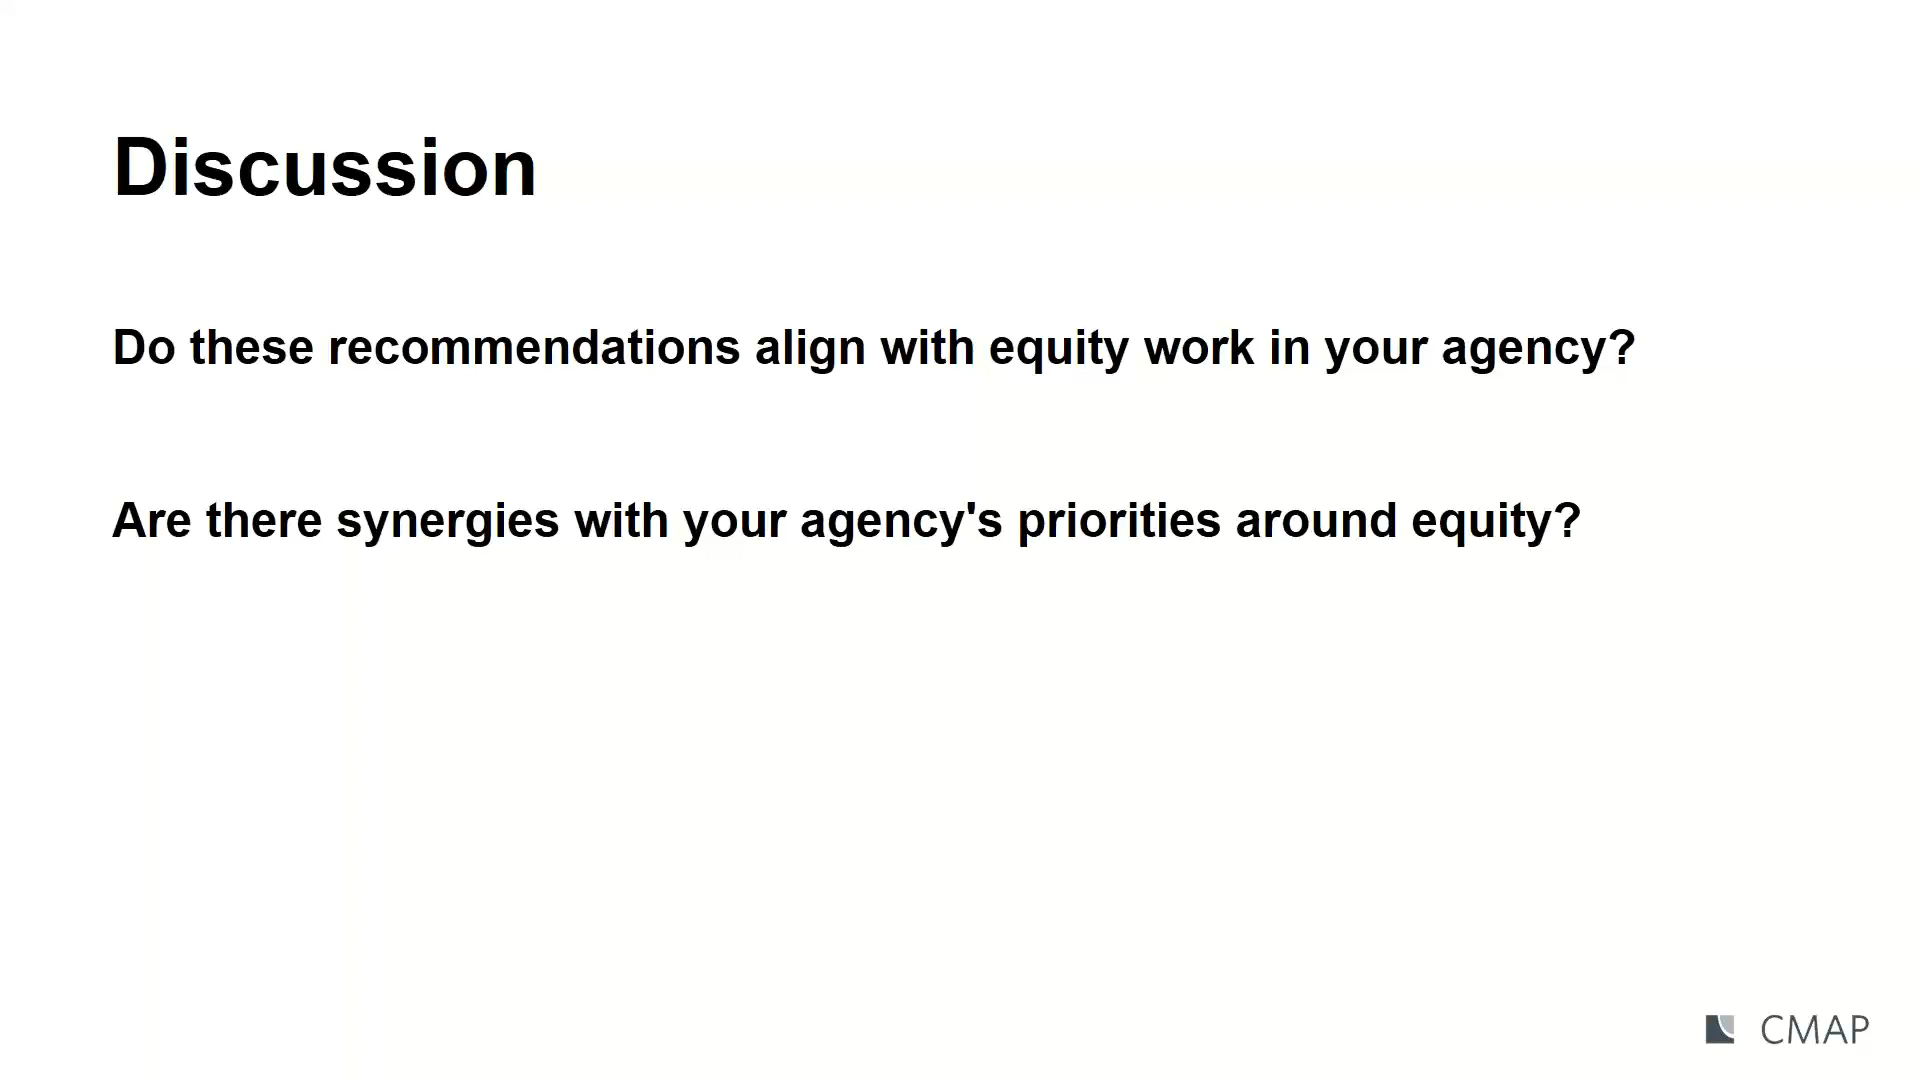 Discussion
Do these recommendations align with equity work in your agency?
Are there synergies with your agency's priorities around equity?
CMAP